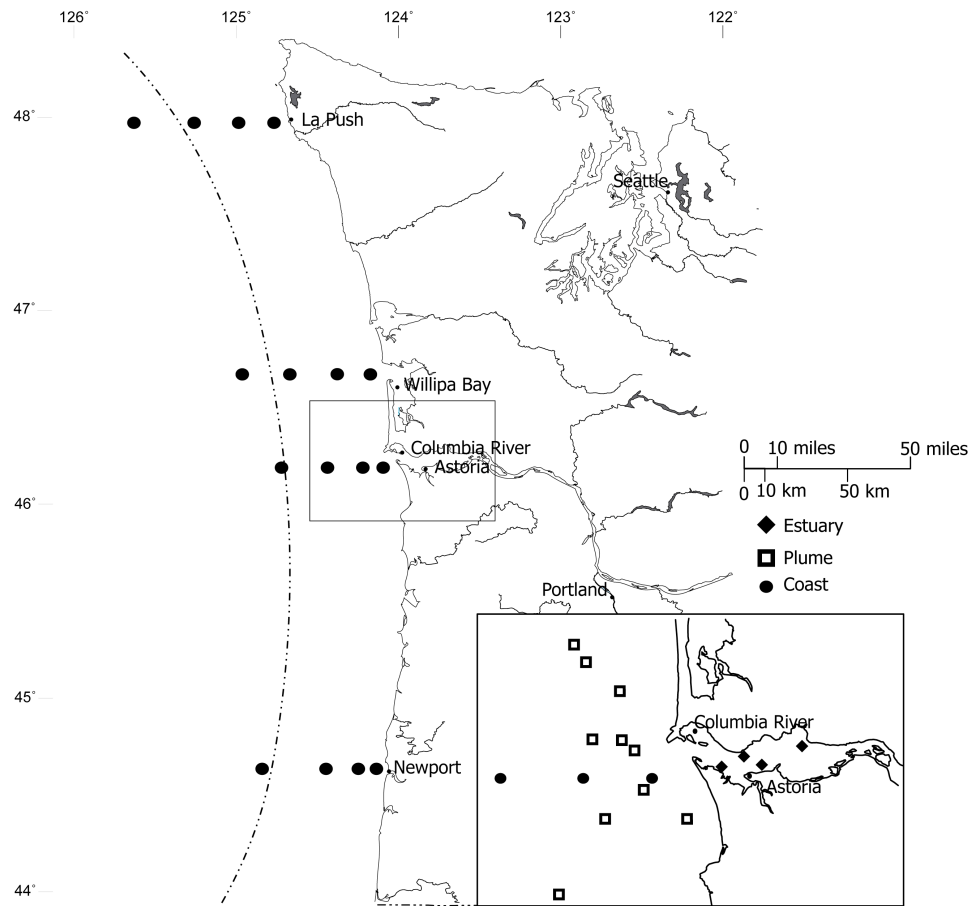 126˚ 125˚ 124˚ 123˚ 122˚
48˚
La Push
Seattle
47˚
Willipa Bay
Columbia River
Astoria
0 10 miles 50 miles
0 10 km 50 km
46˚
Estuary
Plume
Coast
Portland
45˚
Columbia River
Astoria
Newport
44˚